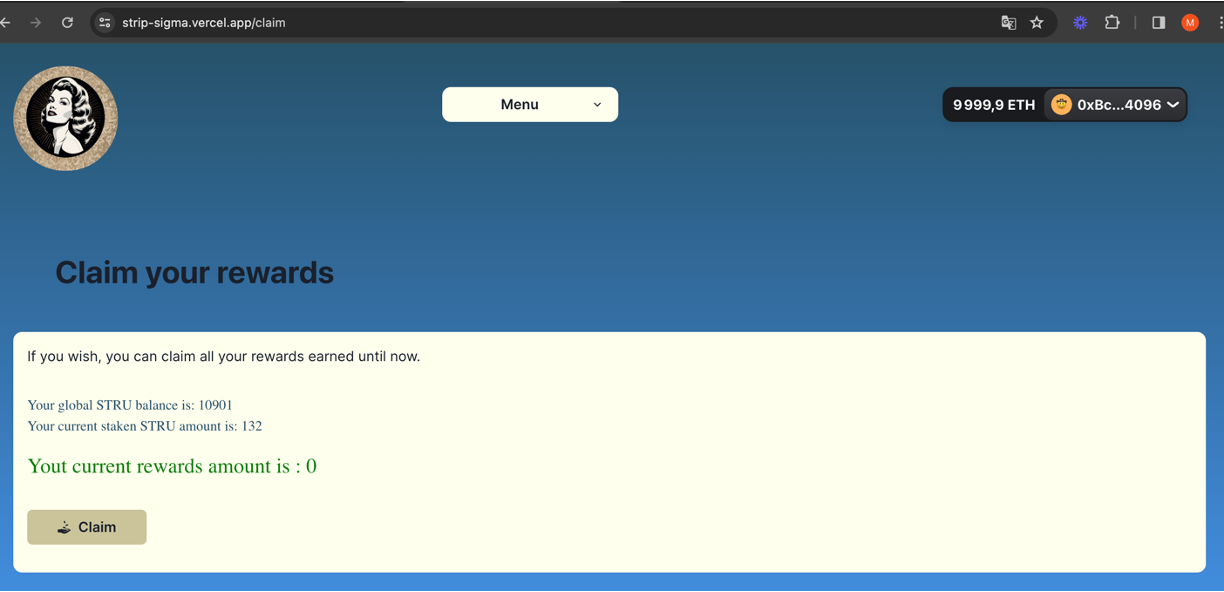 strip-sigma.vercel.app/claim
M
Menu
9 999,9 ETH 0xBc...4096
Claim your rewards
If you wish, you can claim all your rewards earned until now.
Your global STRU balance is: 10901
Your current staken STRU amount is: 132
Yout current rewards amount is : 0
Claim